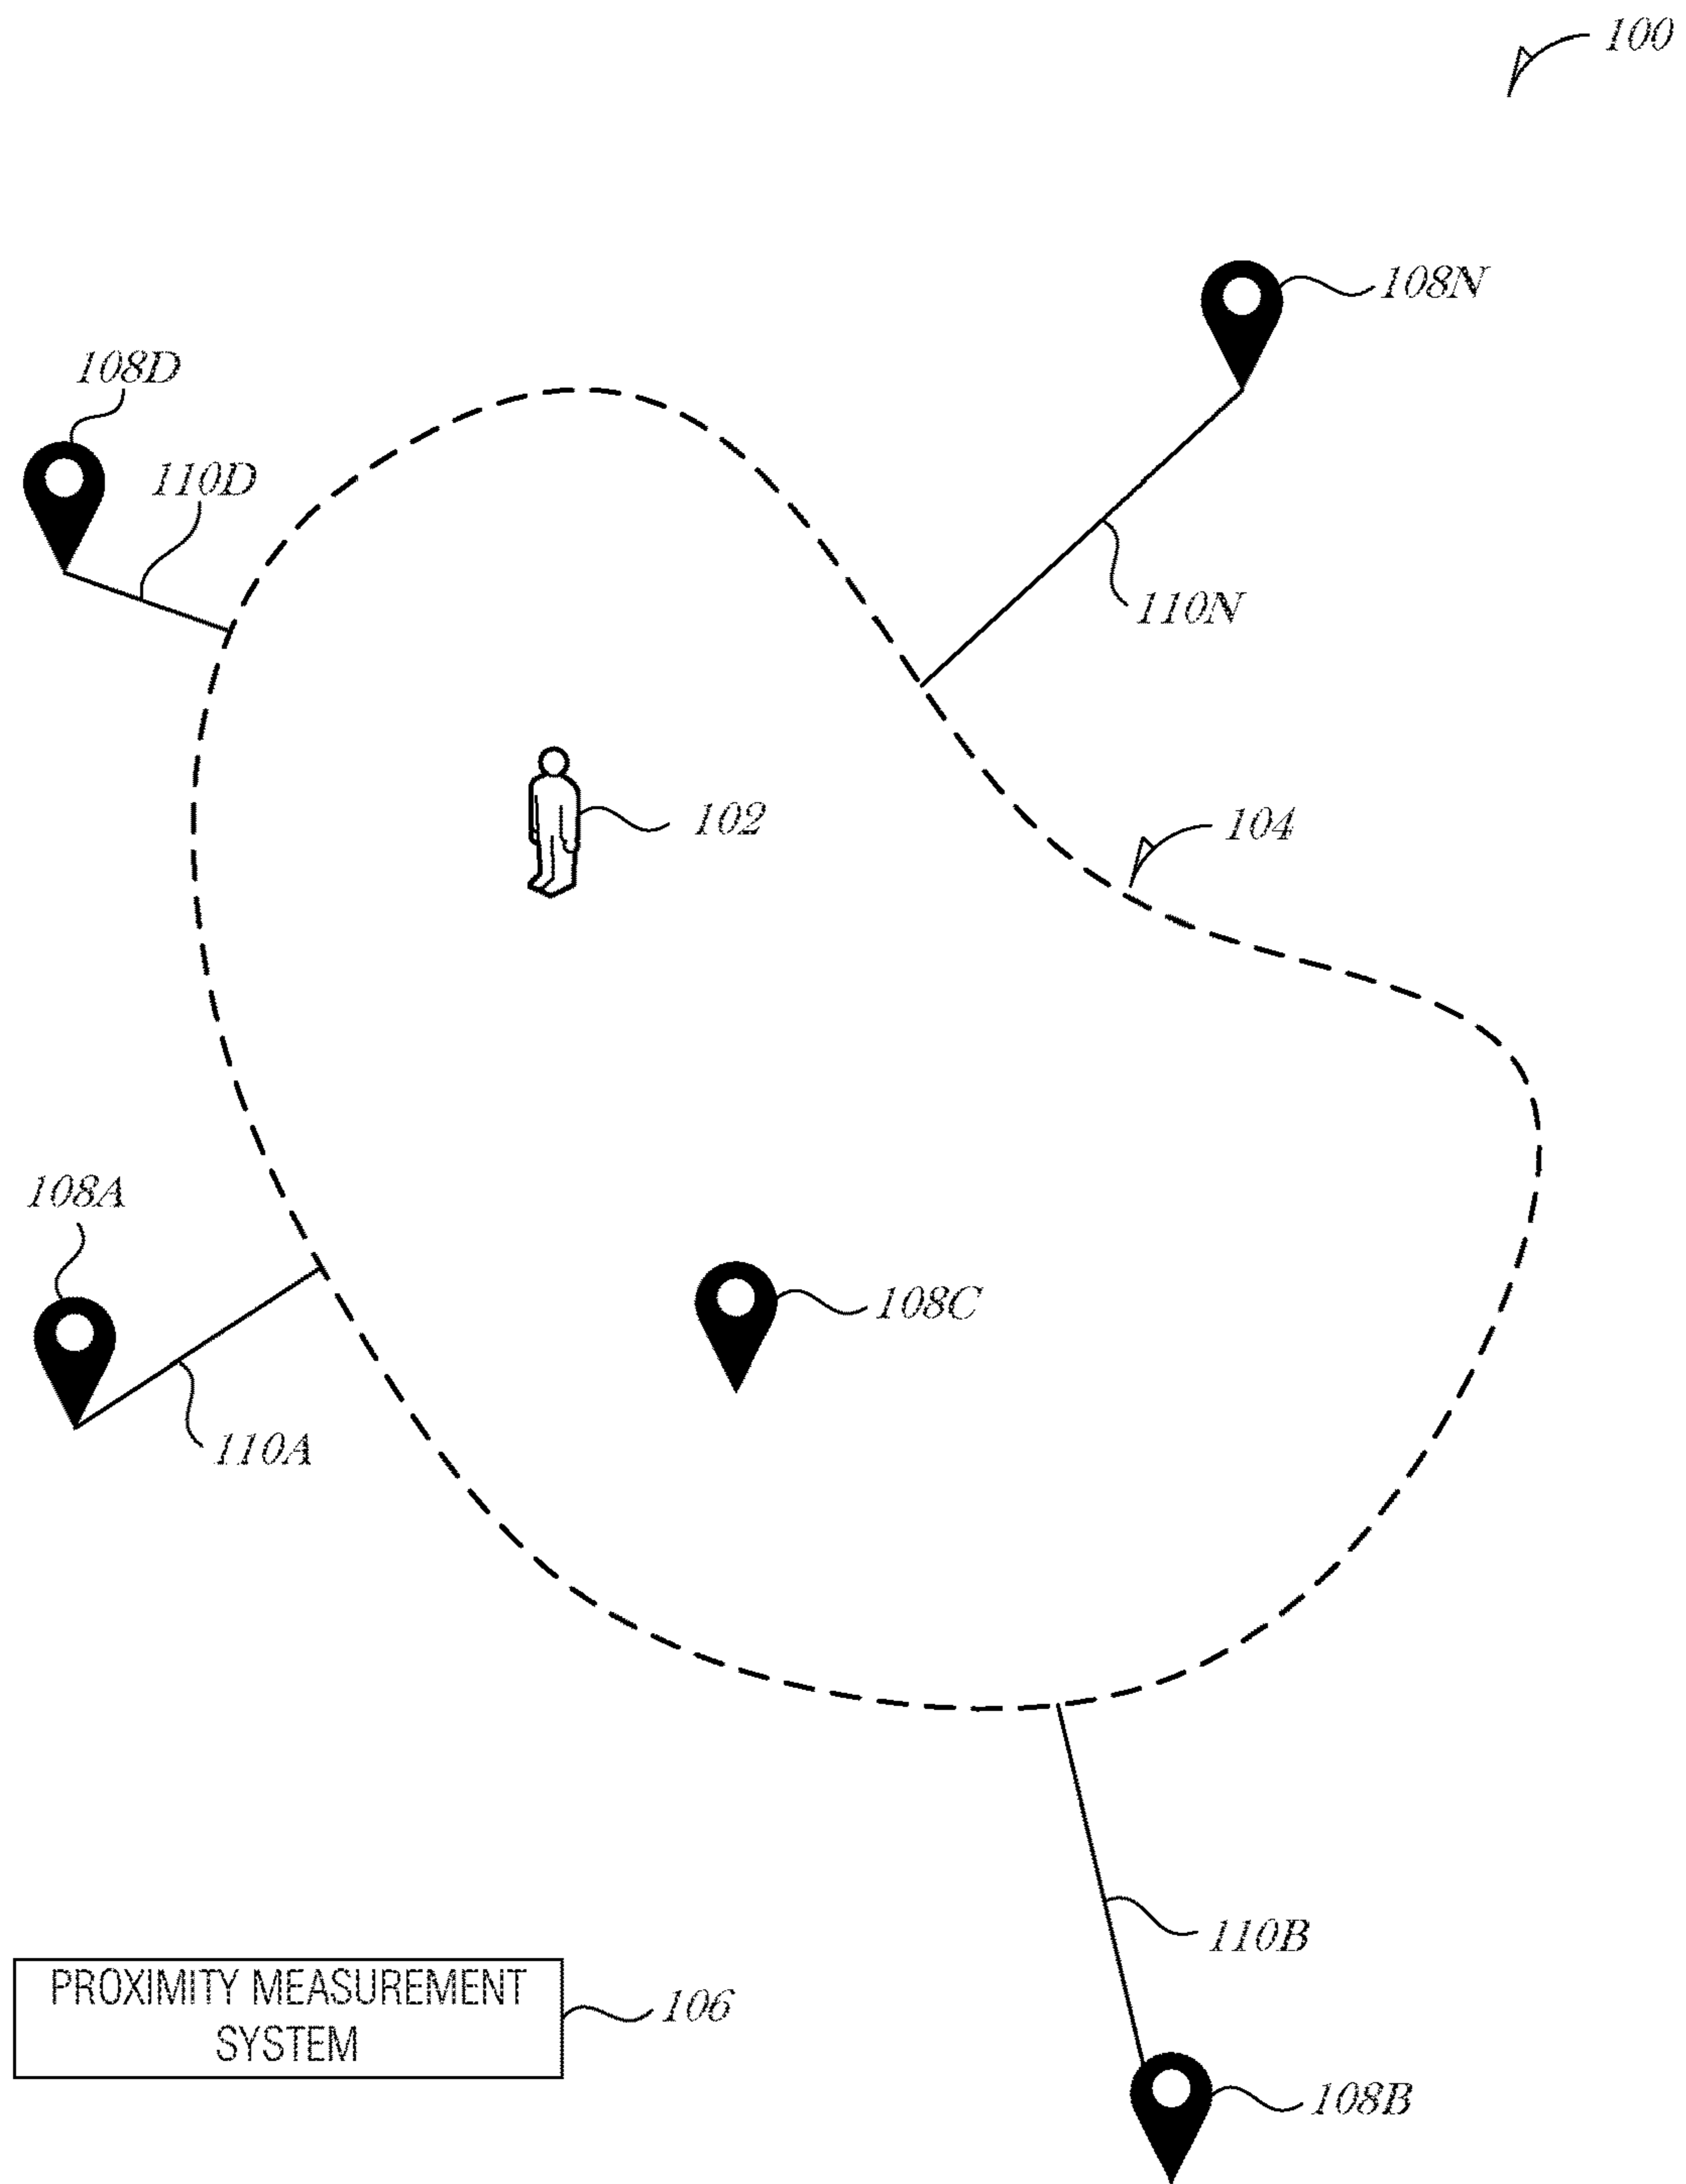 100
108N
108D
110D
110N
102
104
108A
108C
110A
110B
PROXIMITY MEASUREMENT
SYSTEM
106
108B